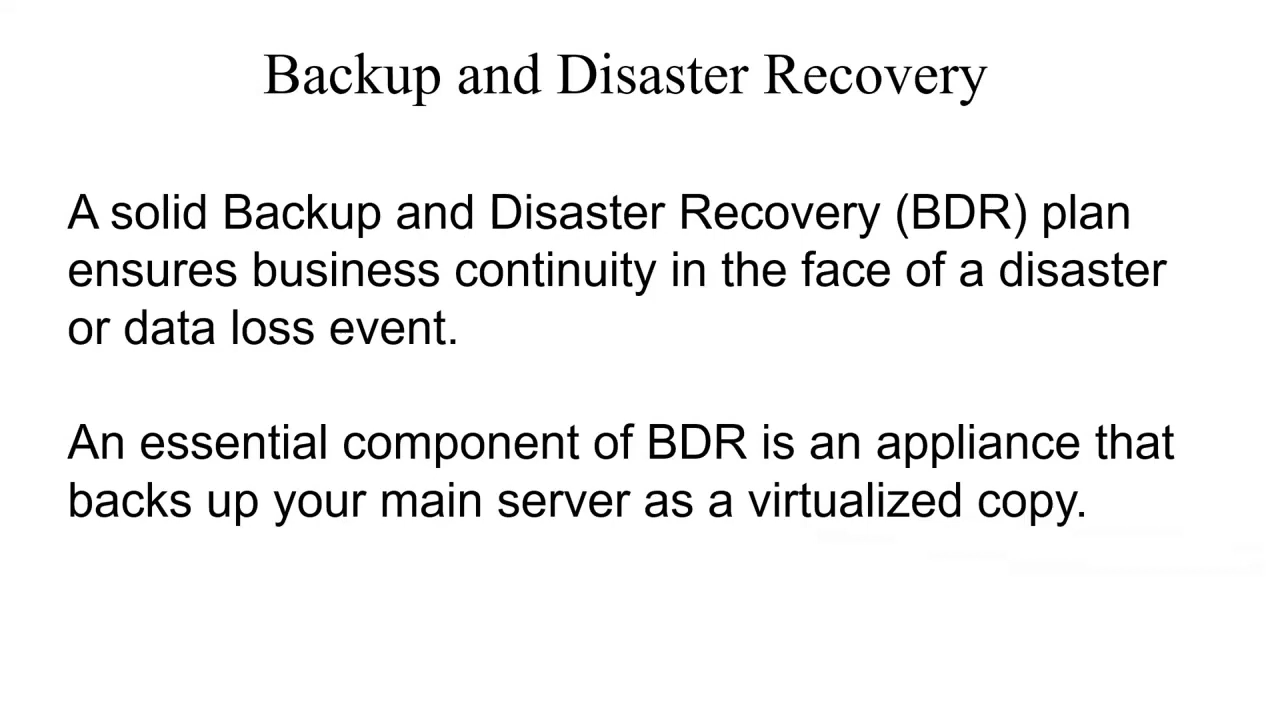 Backup and Disaster Recovery
A solid Backup and Disaster Recovery (BDR) plan
ensures business continuity in the face of a disaster
or data loss event.
An essential component of BDR is an appliance that
backs up your main server as a virtualized copy.